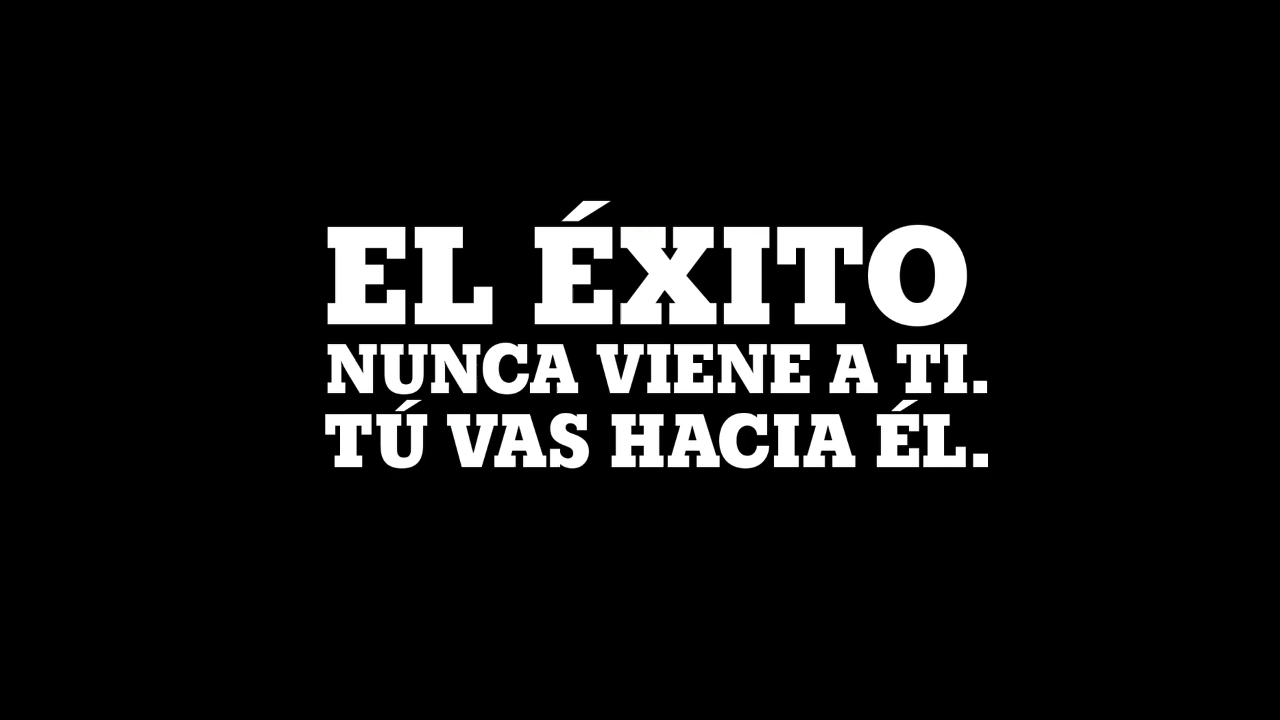 EL ÉXITO
NUNCA VIENE A TI.
TÚ VAS HACIA ÉL.